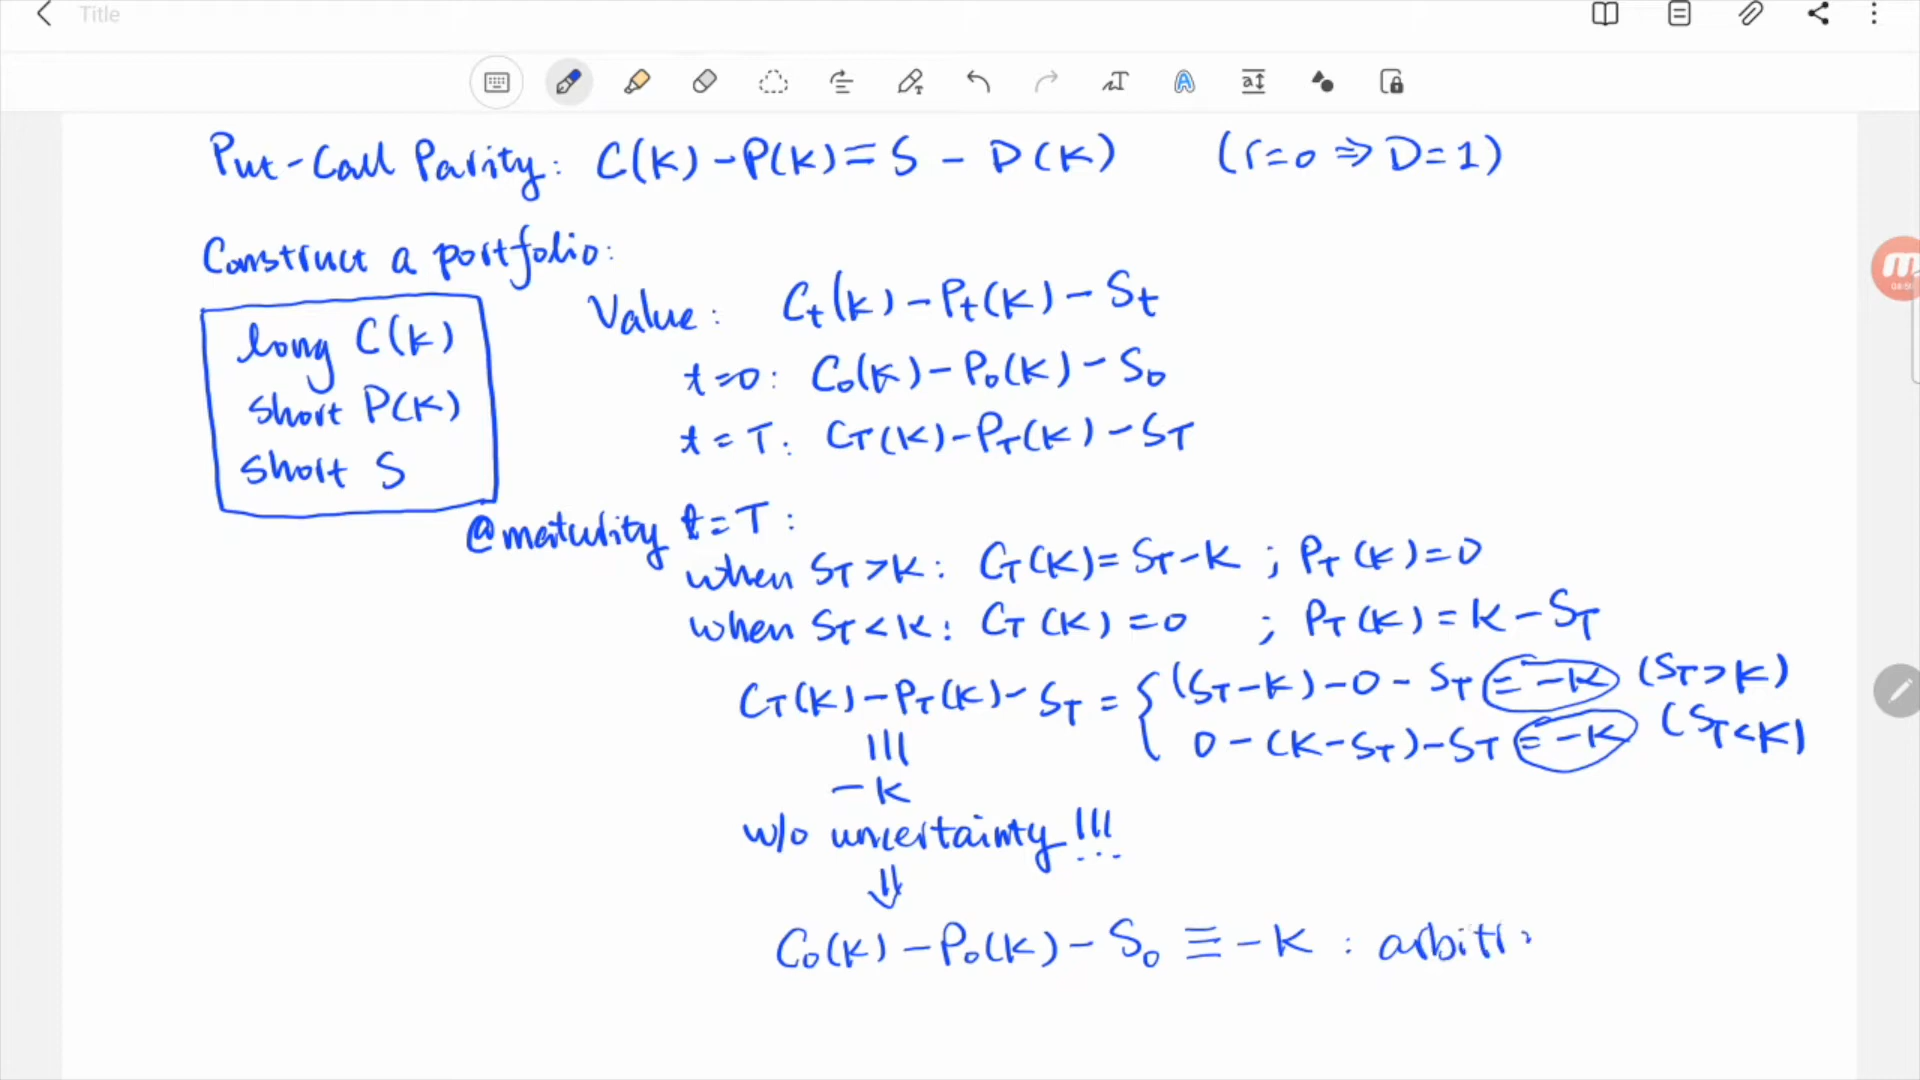 Title
Put-Call Parity: C(K) - P(K) = S - D(K) (r=0 ⇒ D=1)
Construct a portfolio:
long C(K)
short P(K)
short S
Value: Ct(K) - Pt(K) - St
t=0: C0(K) - P0(K) - S0
t=T: CT(K) - PT(K) - ST
@maturity t=T:
when ST>K: CT(K) = ST-K ; PT(K) = 0
when ST<K: CT(K) = 0 ; PT(K) = K - ST
CT(K) - PT(K) - ST = { (ST-K) - 0 - ST = -K (ST>K)
0 - (K-ST) - ST = -K (ST<K)
|||
-K
w/o uncertainty !!!
⇓
C0(K) - P0(K) - S0 ≡ -K : arbitr